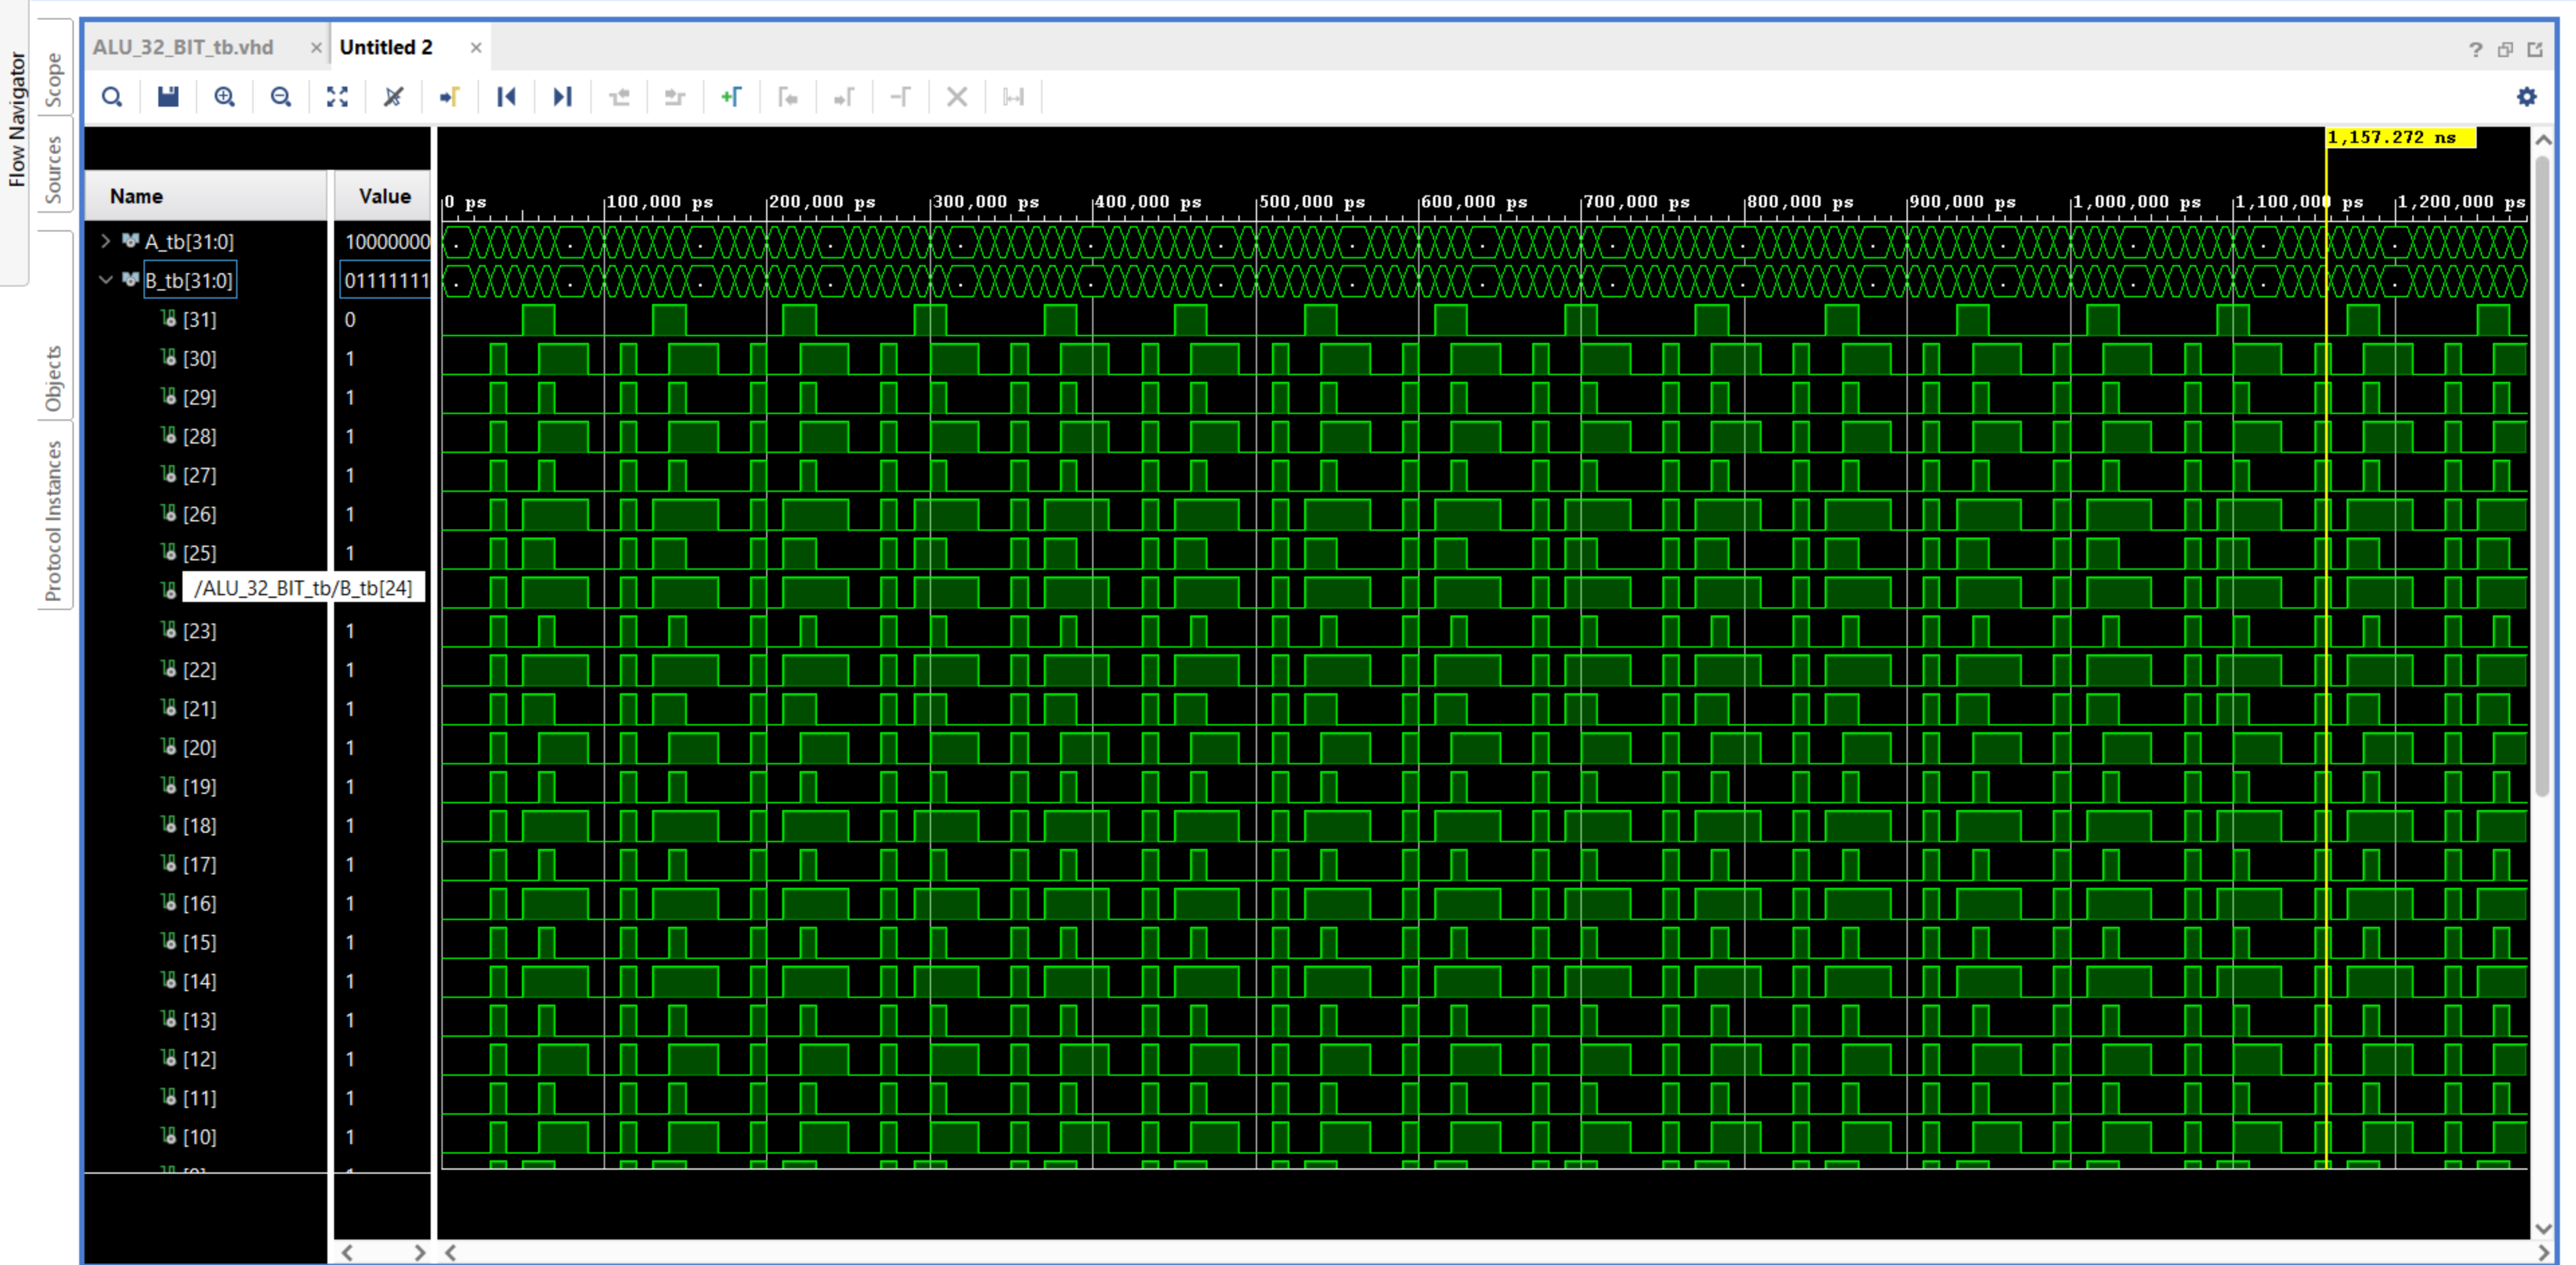 Flow Navigator
Scope
Sources
Objects
Protocol Instances
ALU_32_BIT_tb.vhd × Untitled 2 ×
?
1,157.272 ns
Name Value
0 ps 100,000 ps 200,000 ps 300,000 ps 400,000 ps 500,000 ps 600,000 ps 700,000 ps 800,000 ps 900,000 ps 1,000,000 ps 1,100,000 ps 1,200,000 ps
A_tb[31:0] 10000000
B_tb[31:0] 01111111
[31] 0
[30] 1
[29] 1
[28] 1
[27] 1
[26] 1
[25] 1
/ALU_32_BIT_tb/B_tb[24]
[23] 1
[22] 1
[21] 1
[20] 1
[19] 1
[18] 1
[17] 1
[16] 1
[15] 1
[14] 1
[13] 1
[12] 1
[11] 1
[10] 1